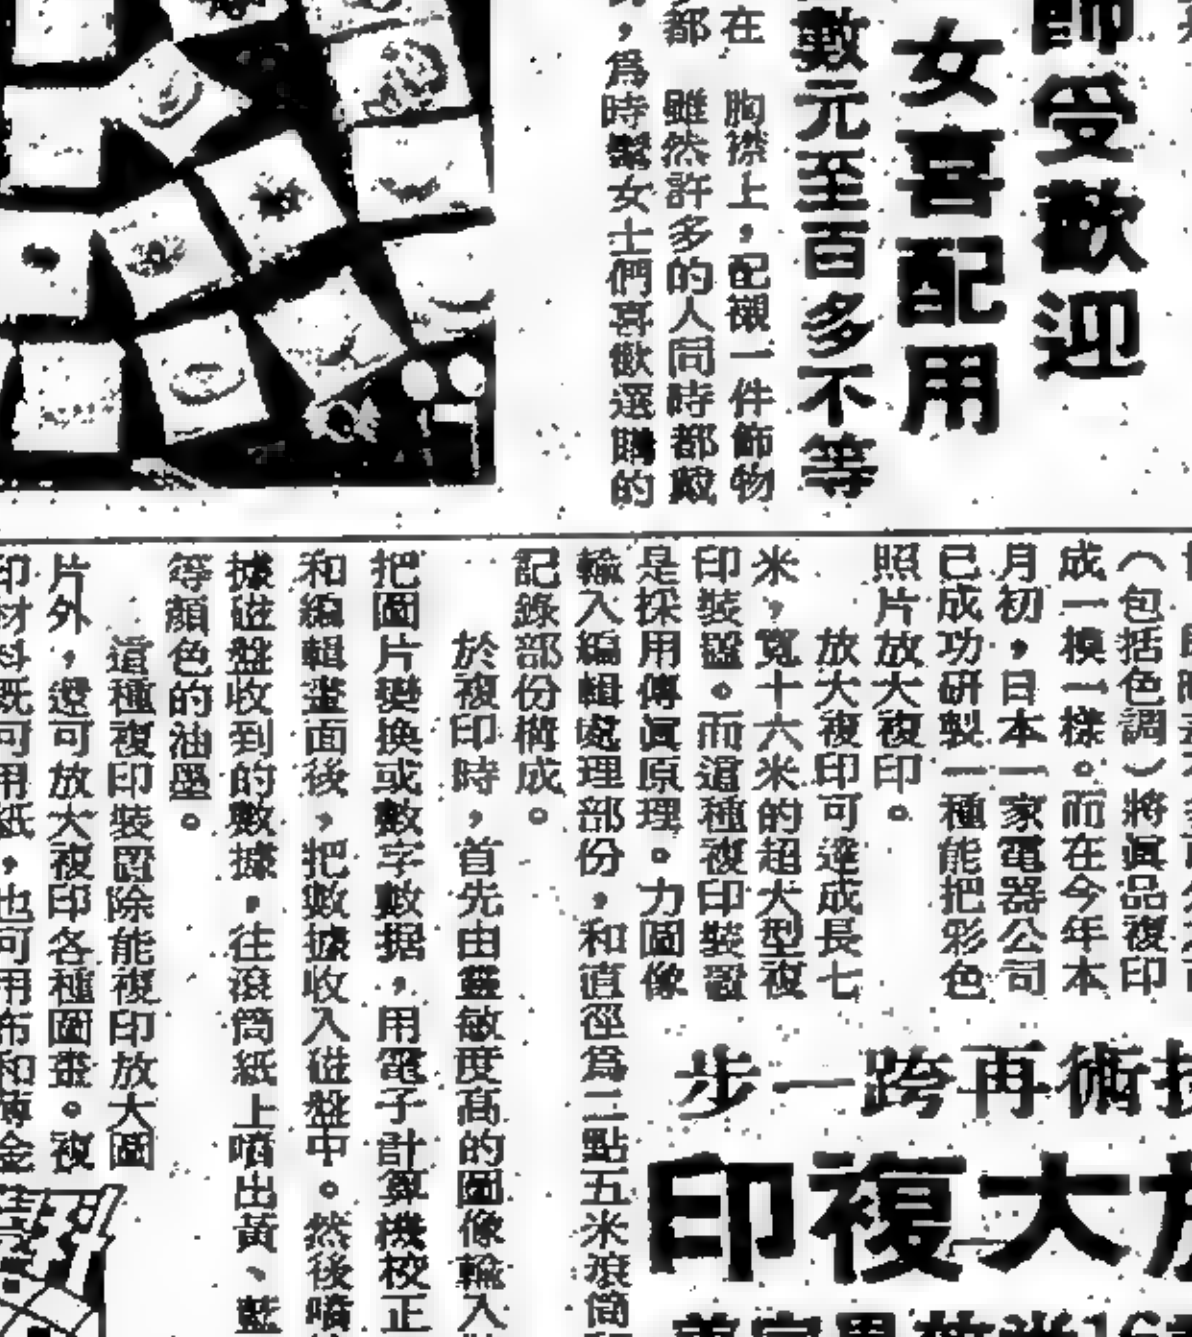 師受歡迎
女喜配用
數元至百多不等
在 胸襟上，配襯一件飾物
都 雖然許多的人同時都戴
，爲時髦女士們喜歡選購的
（包括色調）將眞品複印
成一模一樣。而在今年本
月初，日本一家電器公司
已成功研製一種能把彩色
照片放大複印。
放大複印可達成長七
米，寬十六米的超大型複
印裝置。而這種複印裝置
是採用傳眞原理。力圖像
輸入編輯處理部份，和直徑爲二點五米滾筒
記錄部份構成。
於複印時，首先由靈敏度高的圖像輸入
把圖片變換或數字數据，用電子計算機校正
和編輯畫面後，把數據收入磁盤中。然後噴
據磁盤收到的數據，往滾筒紙上噴出黃、藍
等顏色的油墨。
這種複印裝置除能複印放大圖
片外，還可放大複印各種圖畫。複
印材料既可用紙，也可用布和薄金
技術再跨一步
放大複印